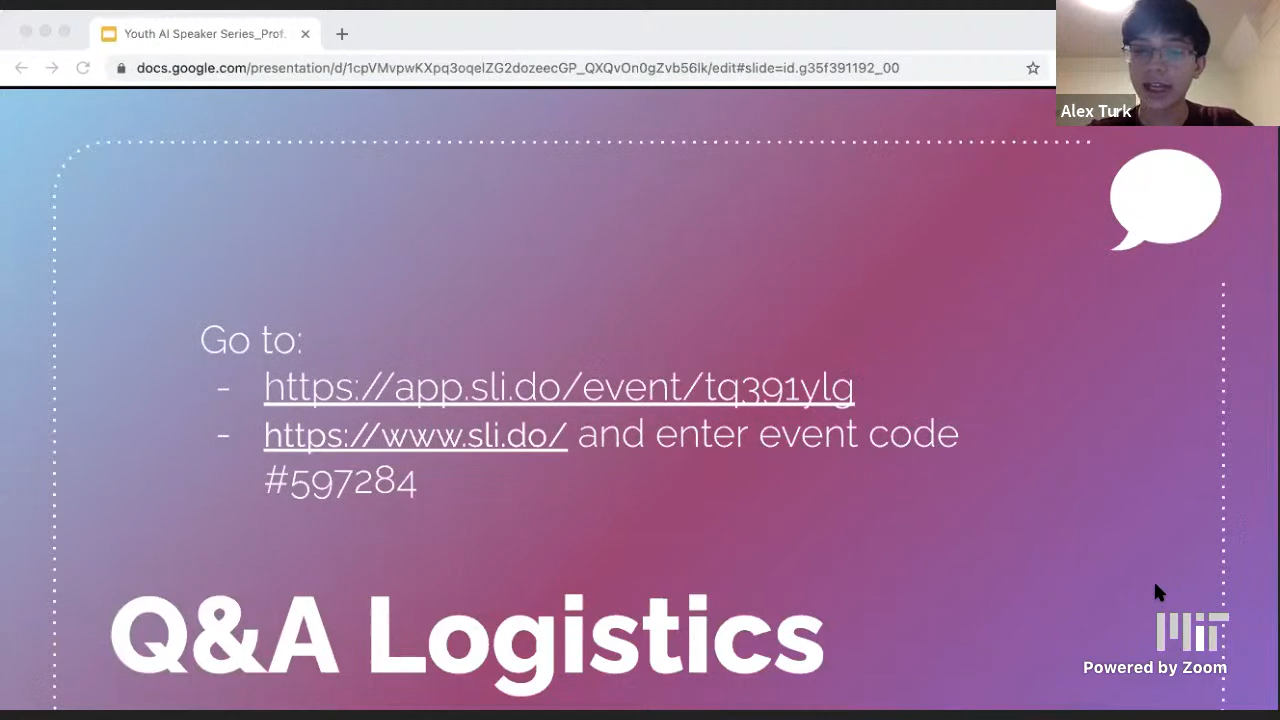 Youth AI Speaker Series_Prof.
docs.google.com/presentation/d/1cpVMvpwKXpq3oqelZG2dozeecGP_QXQvOn0gZvb56lk/edit#slide=id.g35f391192_00
Alex Turk
Go to:
- https://app.sli.do/event/tq391ylg
- https://www.sli.do/ and enter event code
#597284
Q&A Logistics
MIT
Powered by Zoom